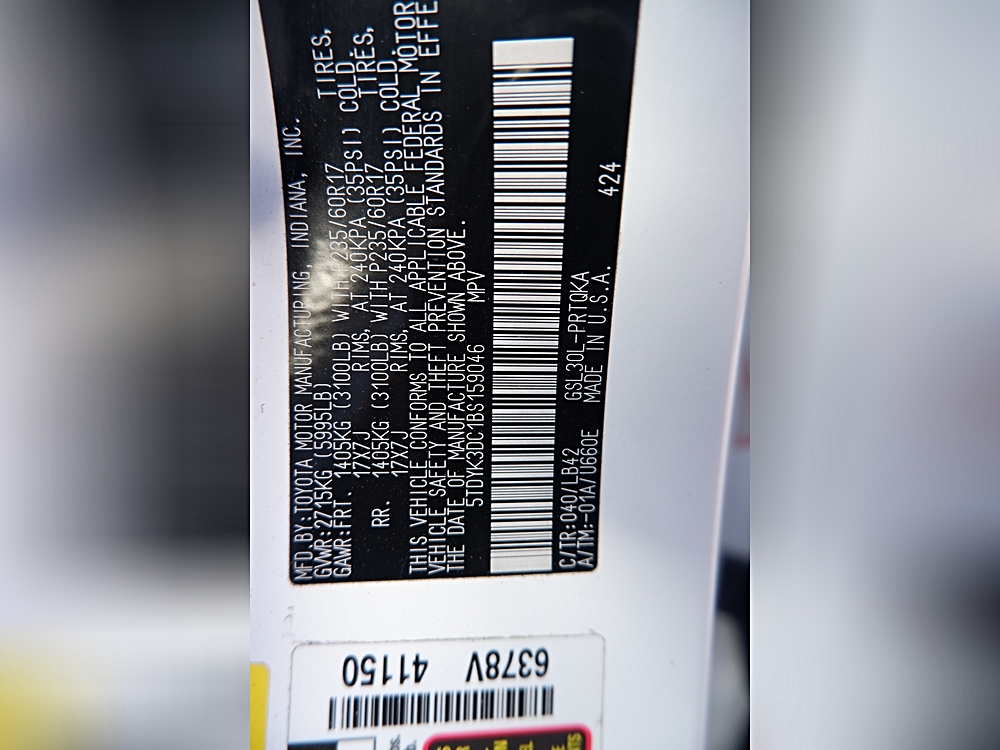 MFD.BY:TOYOTA MOTOR MANUFACTURING, INDIANA, INC.
GVWR:2715KG (5995LB)
GAWR:FRT. 1405KG (3100LB) WITH P235/60R17 TIRES,
17X7J RIMS, AT 240KPA (35PSI) COLD.
RR. 1405KG (3100LB) WITH P235/60R17 TIRES,
17X7J RIMS, AT 240KPA (35PSI) COLD.
THIS VEHICLE CONFORMS TO ALL APPLICABLE FEDERAL MOTOR
VEHICLE SAFETY AND THEFT PREVENTION STANDARDS IN EFFE
THE DATE OF MANUFACTURE SHOWN ABOVE.
5TDYK3DC1BS159046 MPV
C/TR:040/LB42 GSL30L-PRTQKA
A/TM:-01A/U660E MADE IN U.S.A.
424
6378V 41150